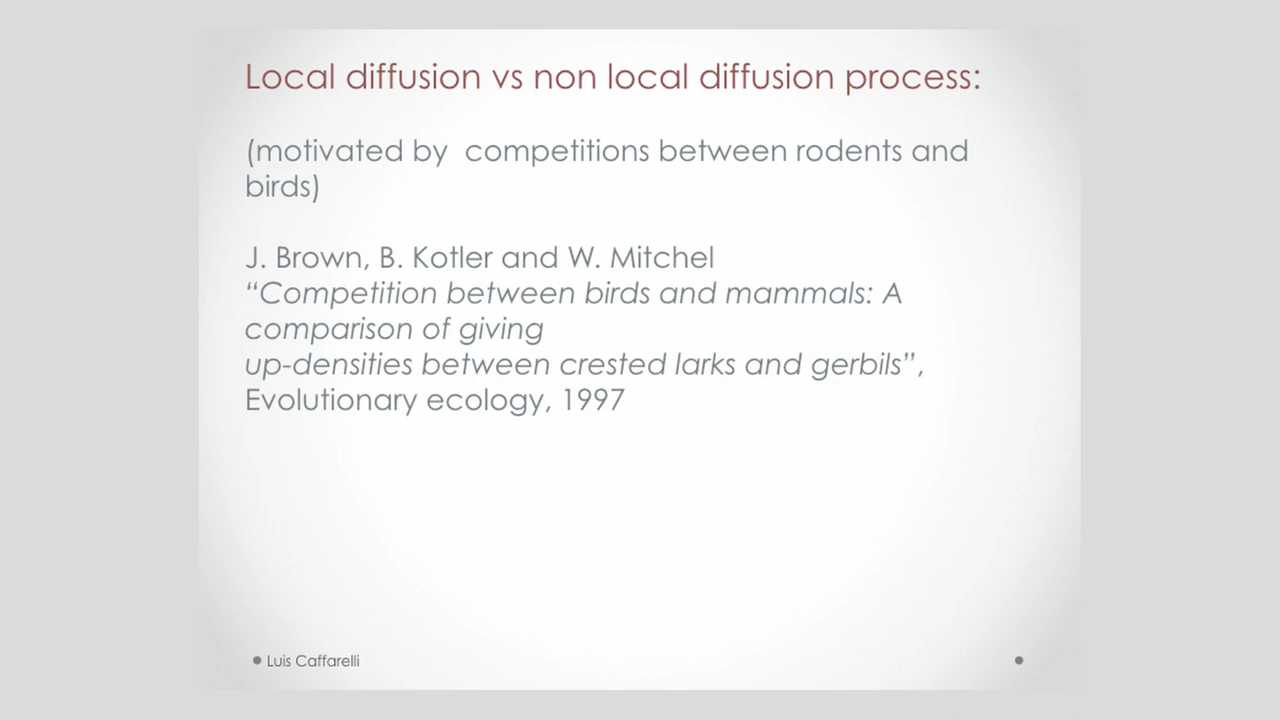 Local diffusion vs non local diffusion process:
(motivated by  competitions between rodents and
birds)
J. Brown, B. Kotler and W. Mitchel
“Competition between birds and mammals: A
comparison of giving
up-densities between crested larks and gerbils”,
Evolutionary ecology, 1997
Luis Caffarelli